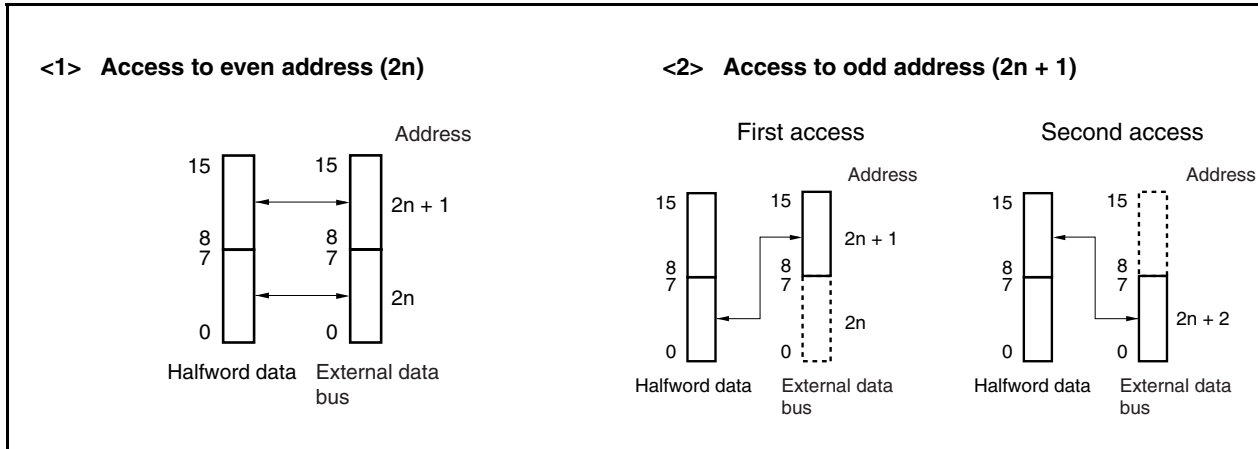 <1> Access to even address (2n)
Address
15 15
2n + 1
8 8
7 7
2n
0 0
Halfword data External data
bus
<2> Access to odd address (2n + 1)
First access
Address
15 15
2n + 1
8 8
7 7
2n
0 0
Halfword data External data
bus
Second access
Address
15 15
8 8
7 7
2n + 2
0 0
Halfword data External data
bus